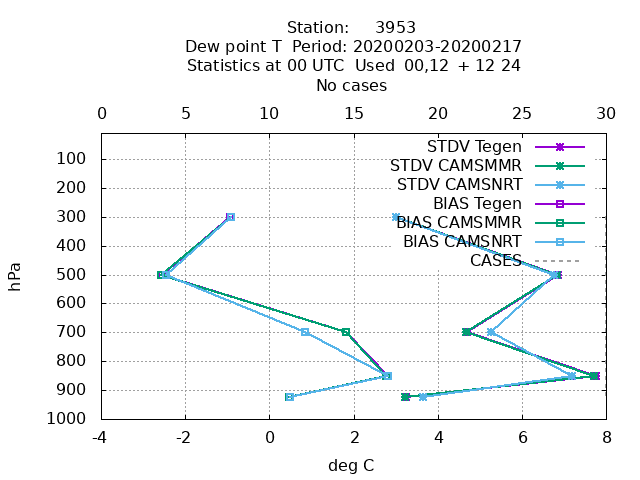 Station: 3953
Dew point T Period: 20200203-20200217
Statistics at 00 UTC Used 00,12 + 12 24
No cases
0 5 10 15 20 25 30
STDV Tegen
STDV CAMSMMR
STDV CAMSNRT
BIAS Tegen
BIAS CAMSMMR
BIAS CAMSNRT
CASES
100
200
300
400
500
600
700
800
900
1000
hPa
-4 -2 0 2 4 6 8
deg C